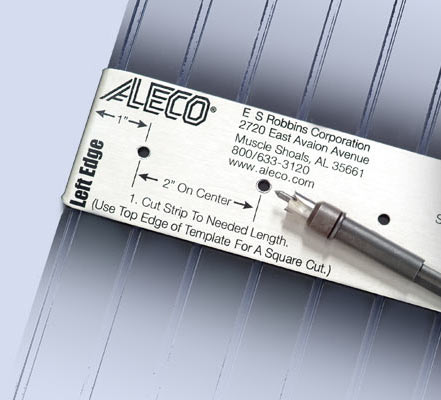 ALECO®
E S Robbins Corporation
2720 East Avalon Avenue
Muscle Shoals, AL 35661
800/633-3120
www.aleco.com
1"
Left Edge
2" On Center
1. Cut Strip To Needed Length.
(Use Top Edge of Template For A Square Cut.)
S